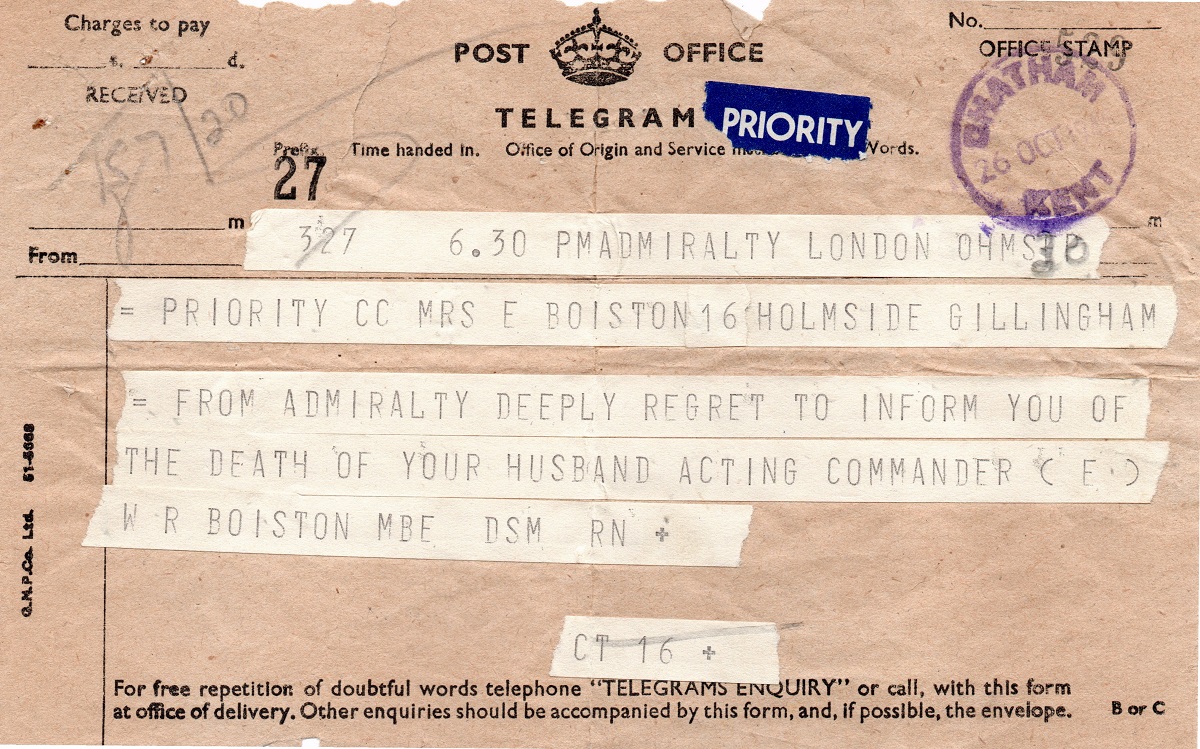 Charges to pay
s. d.
RECEIVED
POST OFFICE
TELEGRAM
PRIORITY
No.
OFFICE STAMP
CHATHAM
26 OCT
KENT
Prefix. Time handed in. Office of Origin and Service Words.
27
m
m
From
327 6.30 PMADMIRALTY LONDON OHMS
= PRIORITY CC MRS E BOISTON 16 HOLMSIDE GILLINGHAM
= FROM ADMIRALTY DEEPLY REGRET TO INFORM YOU OF
THE DEATH OF YOUR HUSBAND ACTING COMMANDER ( E )
W R BOISTON MBE DSM RN +
CT 16 +
For free repetition of doubtful words telephone “TELEGRAMS ENQUIRY” or call, with this form
at office of delivery. Other enquiries should be accompanied by this form, and, if possible, the envelope.
B or C
51-5668